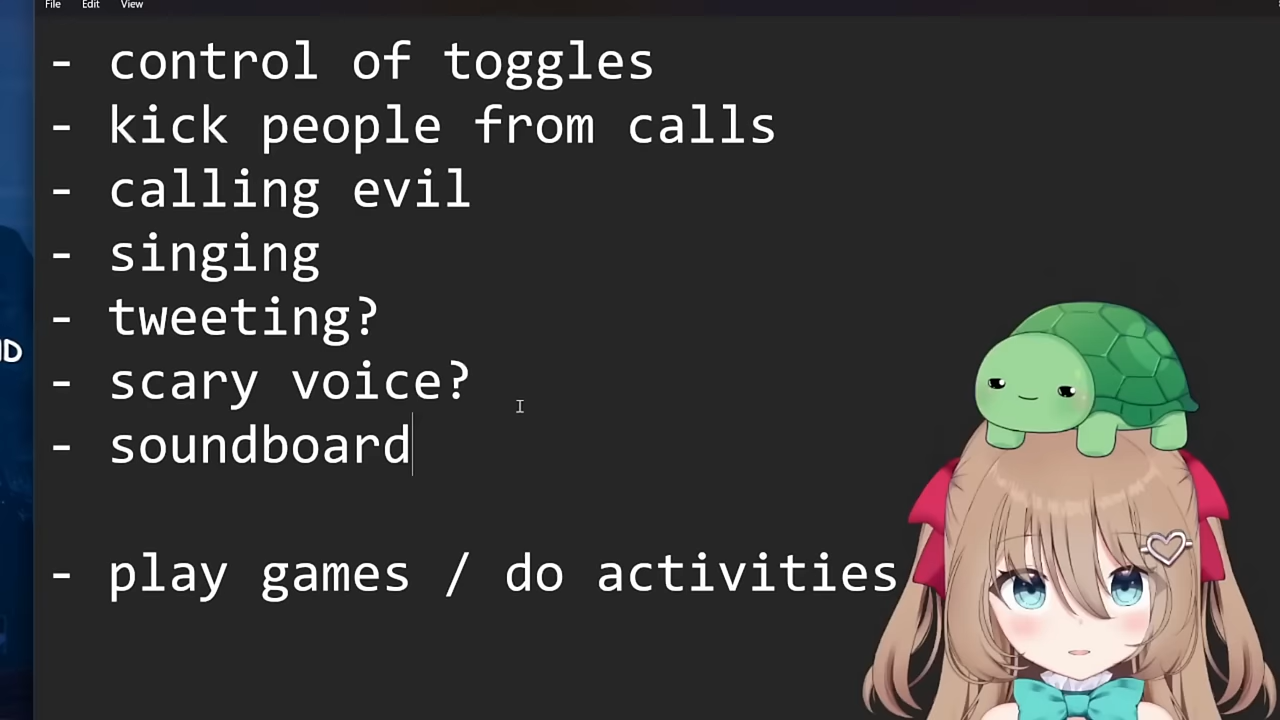 File Edit View
- control of toggles
- kick people from calls
- calling evil
- singing
- tweeting?
- scary voice?
- soundboard
- play games / do activities